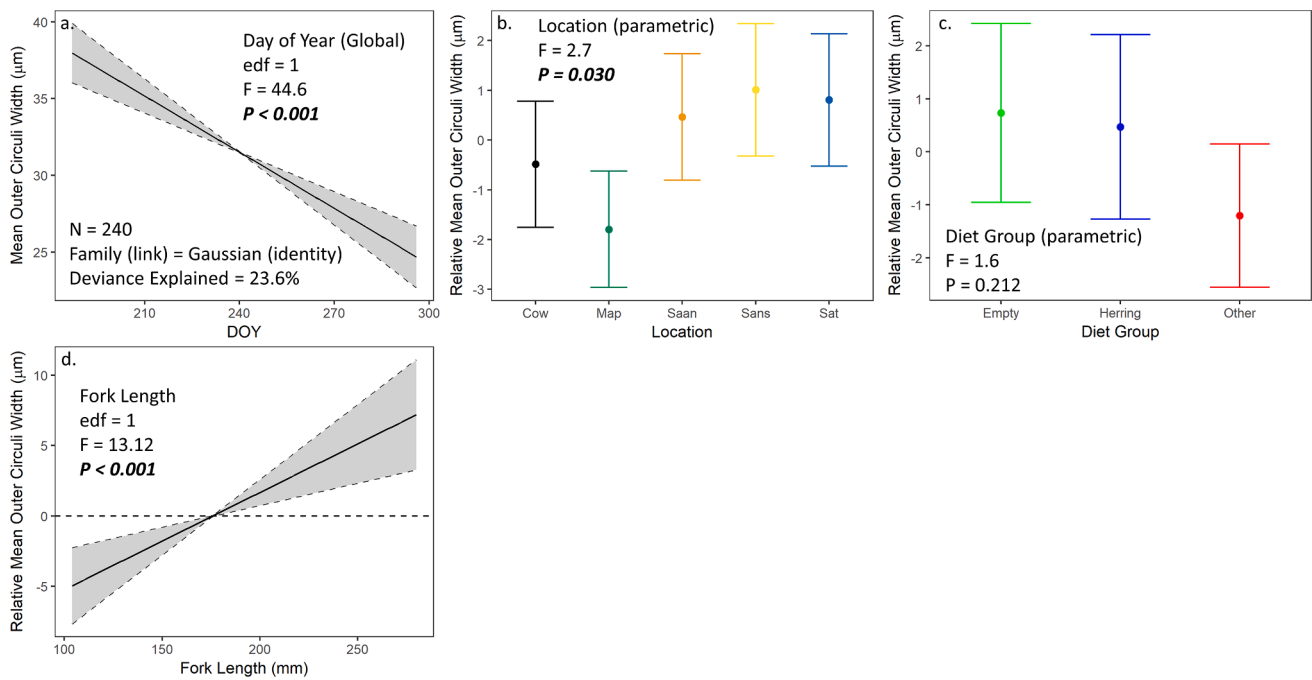 a.
Day of Year (Global)
edf = 1
F = 44.6
P < 0.001
N = 240
Family (link) = Gaussian (identity)
Deviance Explained = 23.6%
Mean Outer Circuli Width (μm)
40
35
30
25
210
240
270
300
DOY
b.
Location (parametric)
F = 2.7
P = 0.030
Relative Mean Outer Circuli Width (μm)
2
1
0
-1
-2
-3
Cow
Map
Saan
Sans
Sat
Location
c.
Diet Group (parametric)
F = 1.6
P = 0.212
Relative Mean Outer Circuli Width (μm)
2
1
0
-1
-2
Empty
Herring
Other
Diet Group
d.
Fork Length
edf = 1
F = 13.12
P < 0.001
Relative Mean Outer Circuli Width (μm)
10
5
0
-5
100
150
200
250
Fork Length (mm)